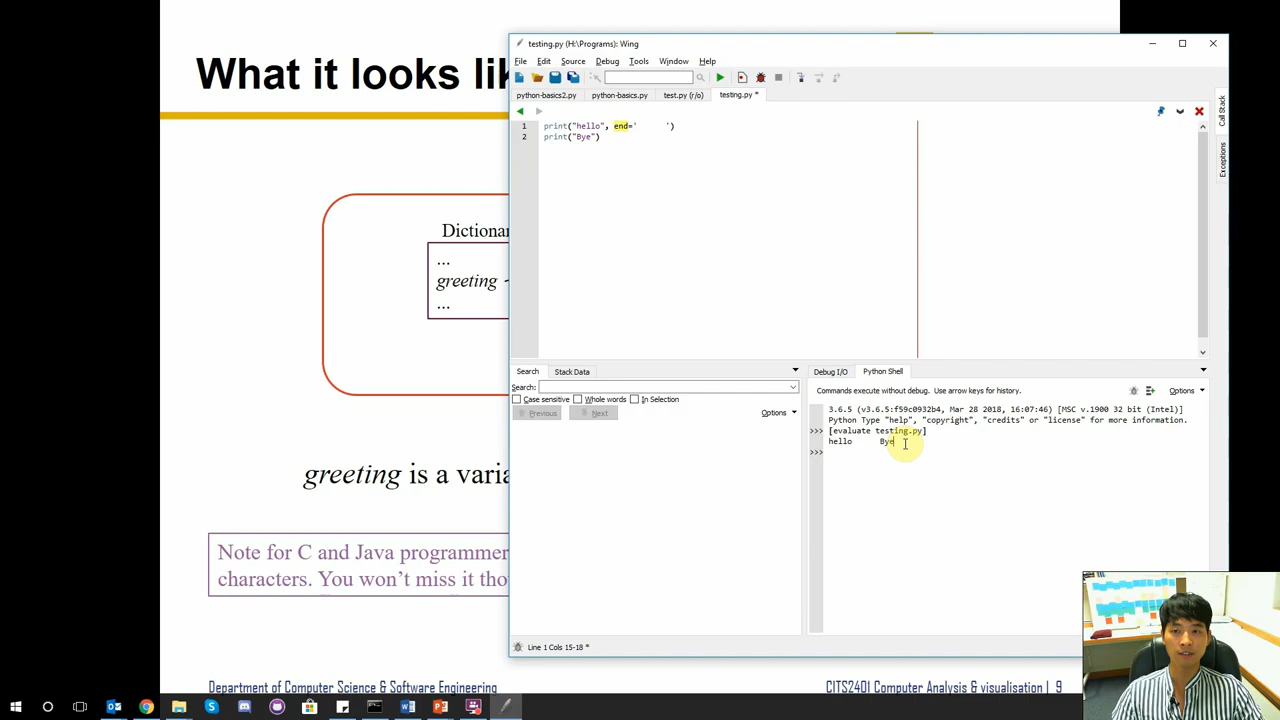 What it looks lik
Dictionar
...
greeting
...
greeting is a varia
Note for C and Java programmer
characters. You won't miss it tho
Department of Computer Science & Software Engineering
CITS2401 Computer Analysis & visualisation | 9
testing.py (H:\Programs): Wing
File Edit Source Debug Tools Window Help
python-basics2.py python-basics.py test.py (r/o) testing.py *
1 print("hello", end='     ')
2 print("Bye")
Call Stack
Exceptions
Search Stack Data
Search:
Case sensitive Whole words In Selection
Previous Next Options
Debug I/O Python Shell
Commands execute without debug. Use arrow keys for history. Options
3.6.5 (v3.6.5:f59c0932b4, Mar 28 2018, 16:07:46) [MSC v.1900 32 bit (Intel)]
Python Type "help", "copyright", "credits" or "license" for more information.
>>> [evaluate testing.py]
hello     Bye
>>>
Line 1 Cols 15-18 *